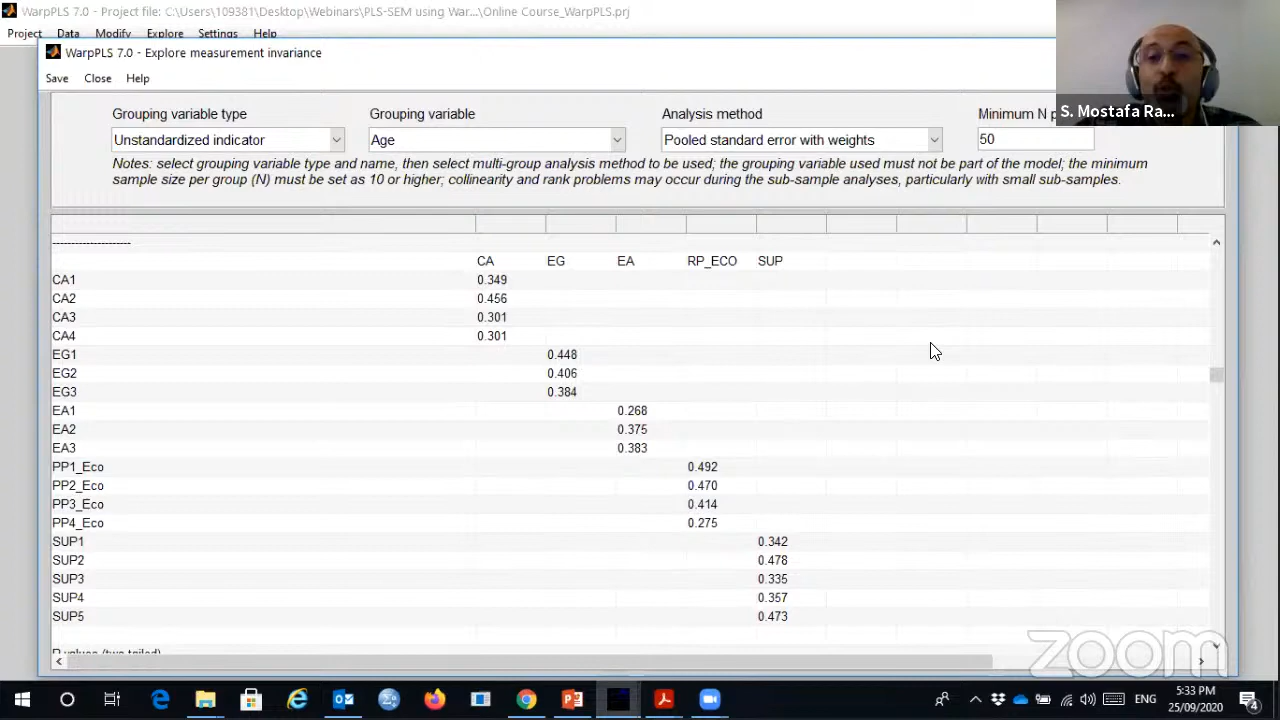 WarpPLS 7.0 - Project file: C:\Users\109381\Desktop\Webinars\PLS-SEM using War...\Online Course_WarpPLS.prj
Project Data Modify Explore Settings Help
WarpPLS 7.0 - Explore measurement invariance
Save Close Help
Grouping variable type Grouping variable Analysis method Minimum N p
Unstandardized indicator Age Pooled standard error with weights 50
S. Mostafa Ra...
Notes: select grouping variable type and name, then select multi-group analysis method to be used; the grouping variable used must not be part of the model; the minimum
sample size per group (N) must be set as 10 or higher; collinearity and rank problems may occur during the sub-sample analyses, particularly with small sub-samples.
---------------------
CA EG EA RP_ECO SUP
CA1 0.349
CA2 0.456
CA3 0.301
CA4 0.301
EG1 0.448
EG2 0.406
EG3 0.384
EA1 0.268
EA2 0.375
EA3 0.383
PP1_Eco 0.492
PP2_Eco 0.470
PP3_Eco 0.414
PP4_Eco 0.275
SUP1 0.342
SUP2 0.478
SUP3 0.335
SUP4 0.357
SUP5 0.473
P values (two tailed)
zoom
ENG
5:33 PM
25/09/2020
4